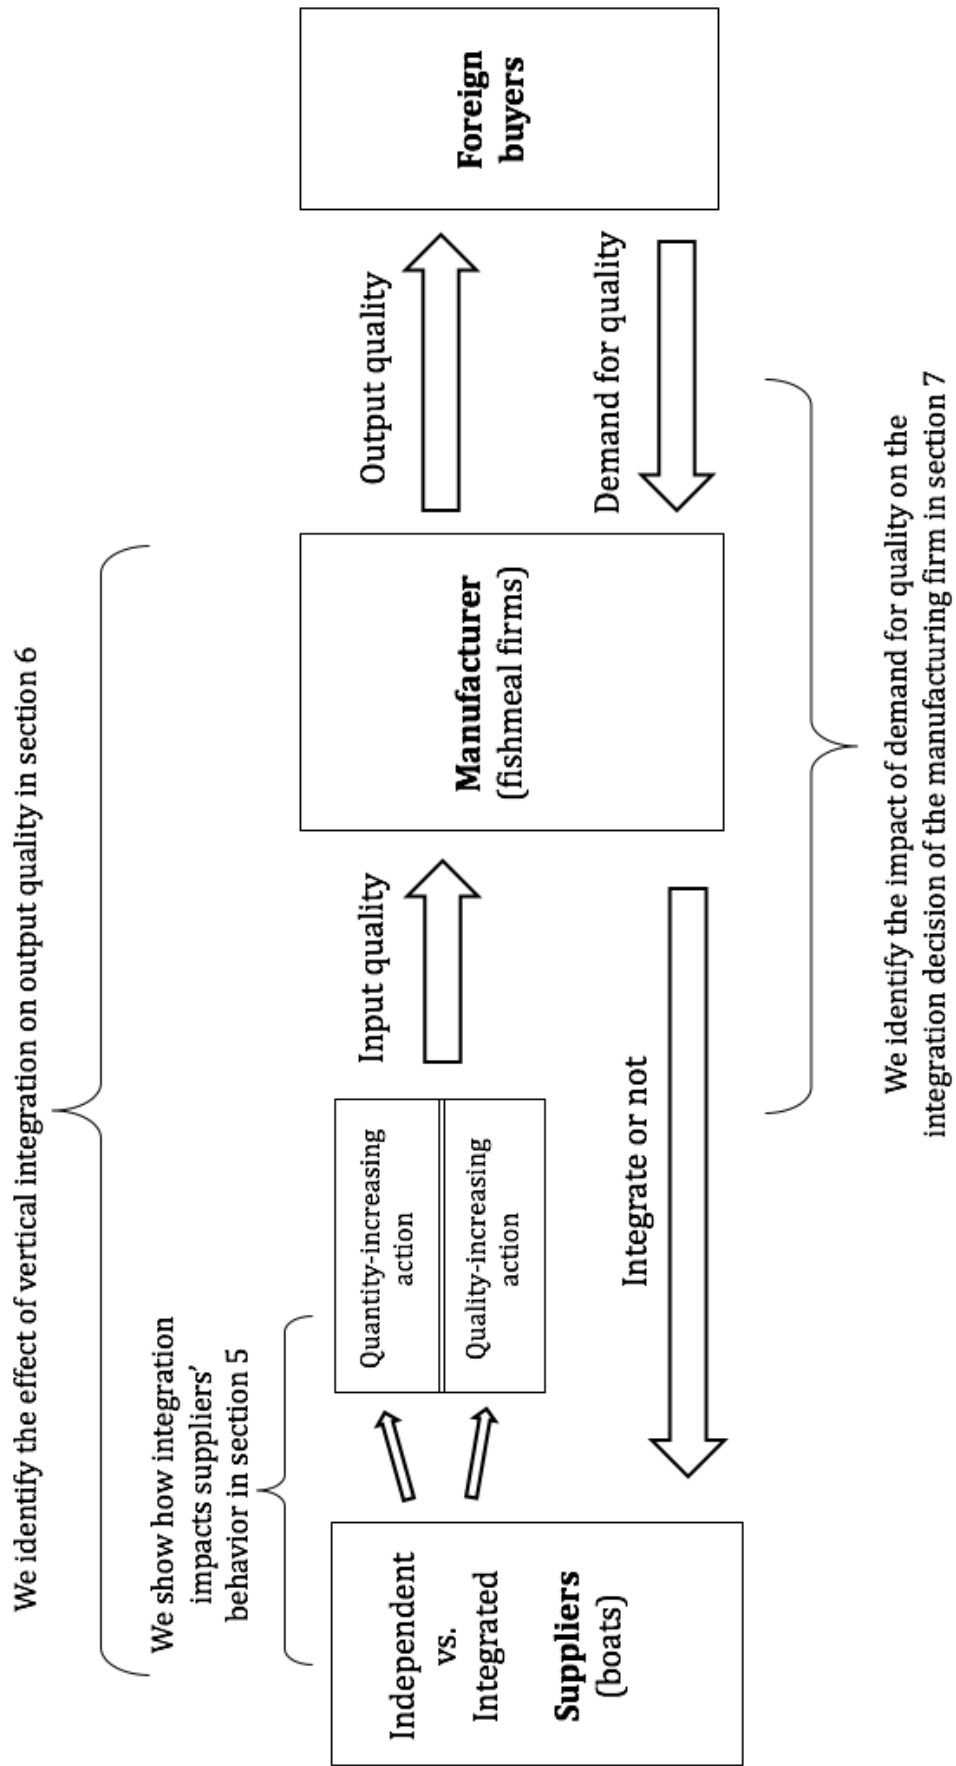 We identify the effect of vertical integration on output quality in section 6
We show how integration
impacts suppliers’
behavior in section 5
Independent
vs.
Integrated
Suppliers
(boats)
Quantity-increasing
action
Quality-increasing
action
Input quality
Manufacturer
(fishmeal firms)
Output quality
Foreign
buyers
Demand for quality
Integrate or not
We identify the impact of demand for quality on the
integration decision of the manufacturing firm in section 7